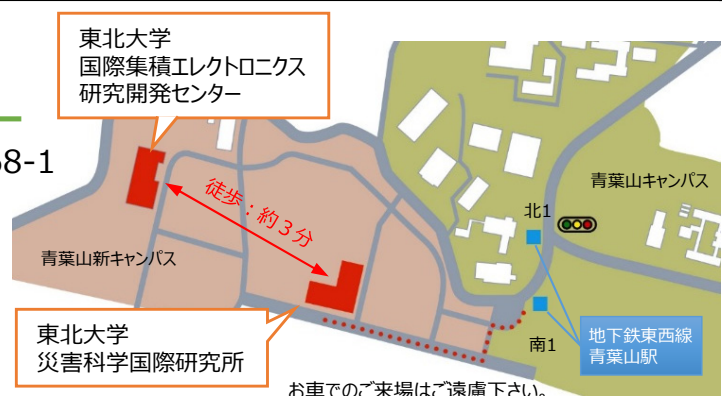 東北大学
国際集積エレクトロニクス
研究開発センター
8-1
徒歩：約３分
青葉山キャンパス
北1
青葉山新キャンパス
南1
地下鉄東西線
青葉山駅
東北大学
災害科学国際研究所
お車でのご来場はご遠慮下さい。